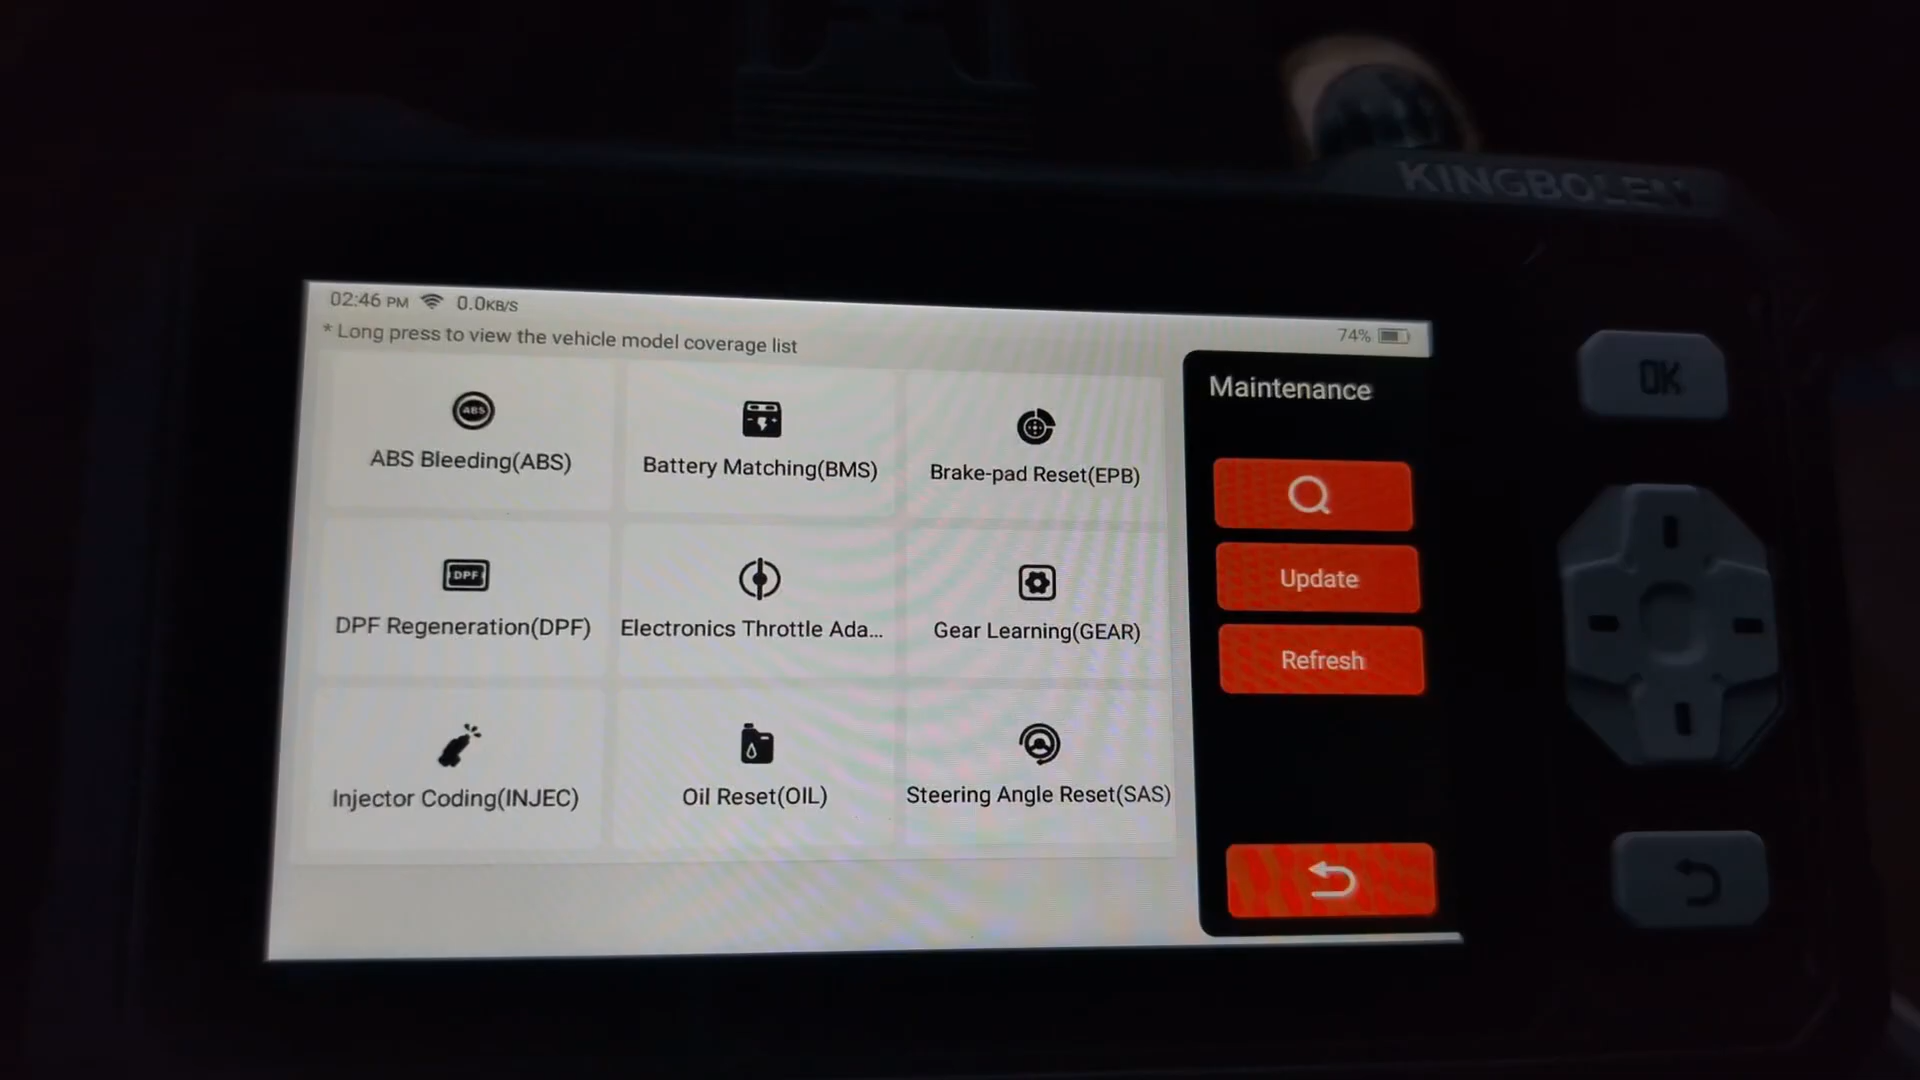 KINGBOLEN
02:46 PM 0.0KB/S
74%
* Long press to view the vehicle model coverage list
Maintenance
ABS
ABS Bleeding(ABS)
Battery Matching(BMS)
Brake-pad Reset(EPB)
DPF
DPF Regeneration(DPF)
Electronics Throttle Ada...
Gear Learning(GEAR)
Injector Coding(INJEC)
Oil Reset(OIL)
Steering Angle Reset(SAS)
Update
Refresh
OK